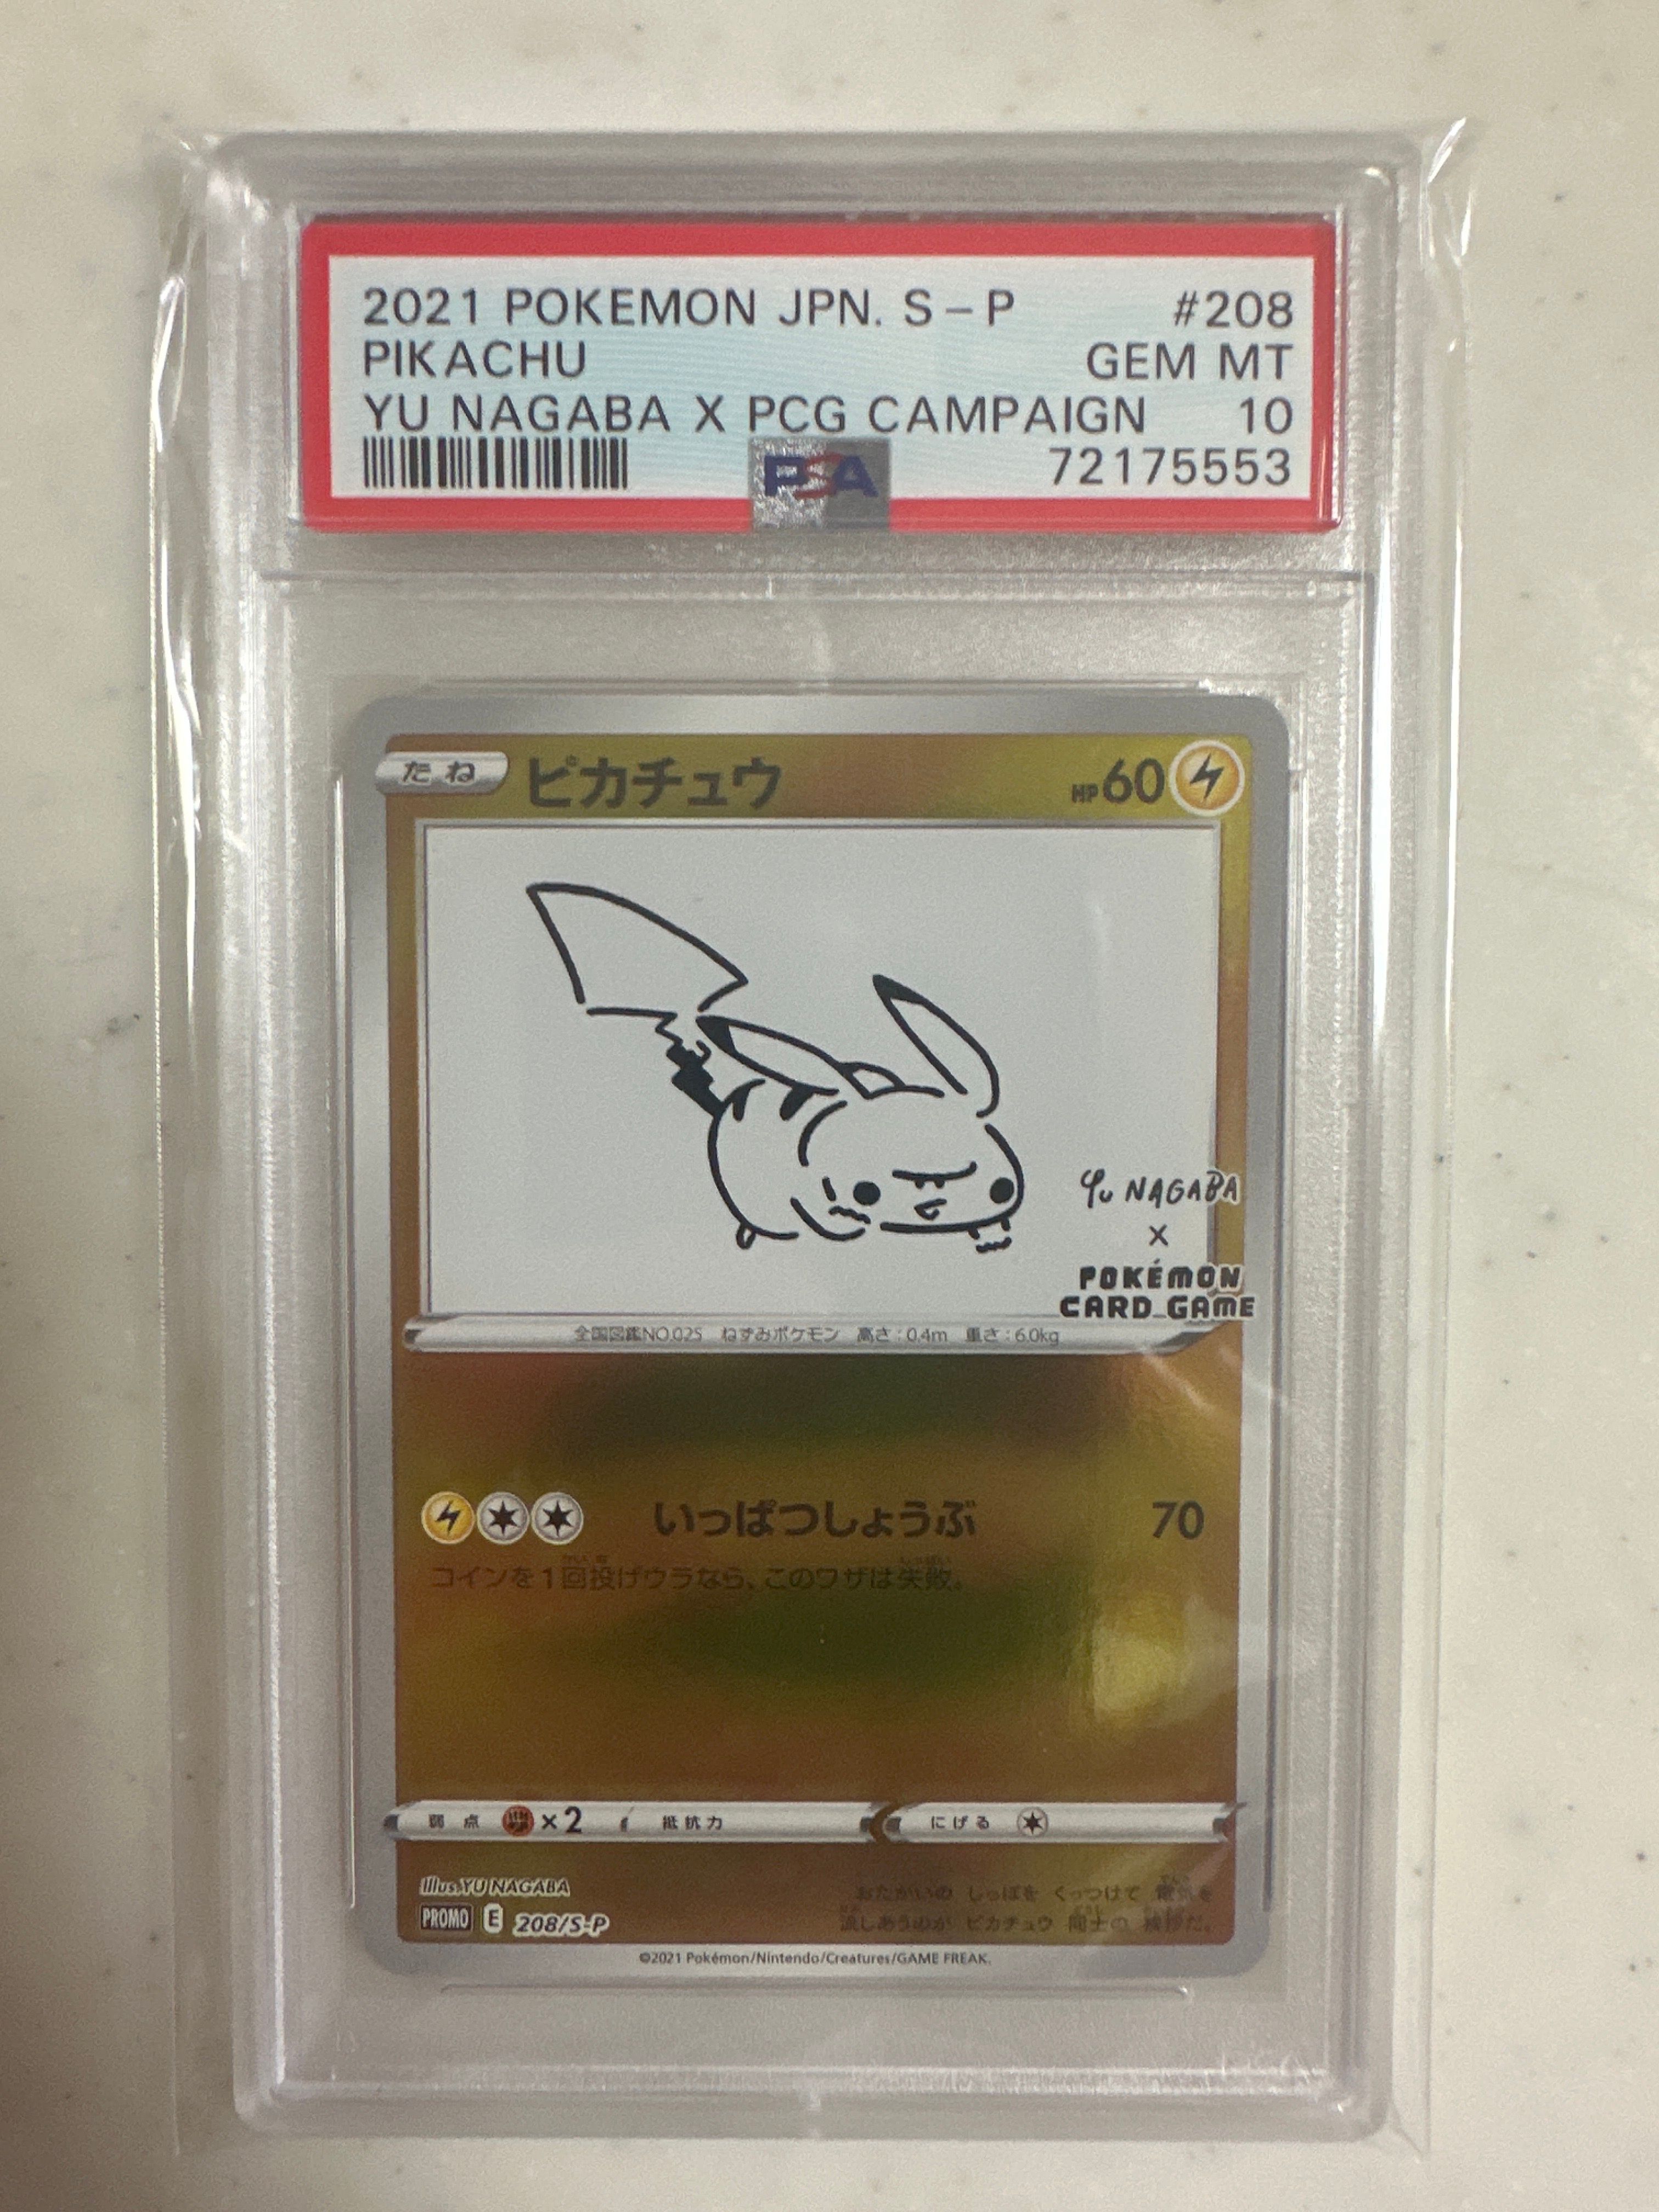 2021 POKEMON JPN. S-P #208
PIKACHU GEM MT
YU NAGABA X PCG CAMPAIGN 10
PSA 72175553
たね ピカチュウ HP60
Yu NAGABA
×
POKÉMON
CARD GAME
全国図鑑NO.025 ねずみポケモン 高さ:0.4m 重さ:6.0kg
いっぱつしょうぶ 70
コインを1回投げウラなら、このワザは失敗。
弱点 ×2 抵抗力 にげる
Illus. YU NAGABA
PROMO E 208/S-P
おたがいの しっぽを くっつけて 電気を
流しあうのが ピカチュウ 同士の 挨拶だ。
©2021 Pokémon/Nintendo/Creatures/GAME FREAK.